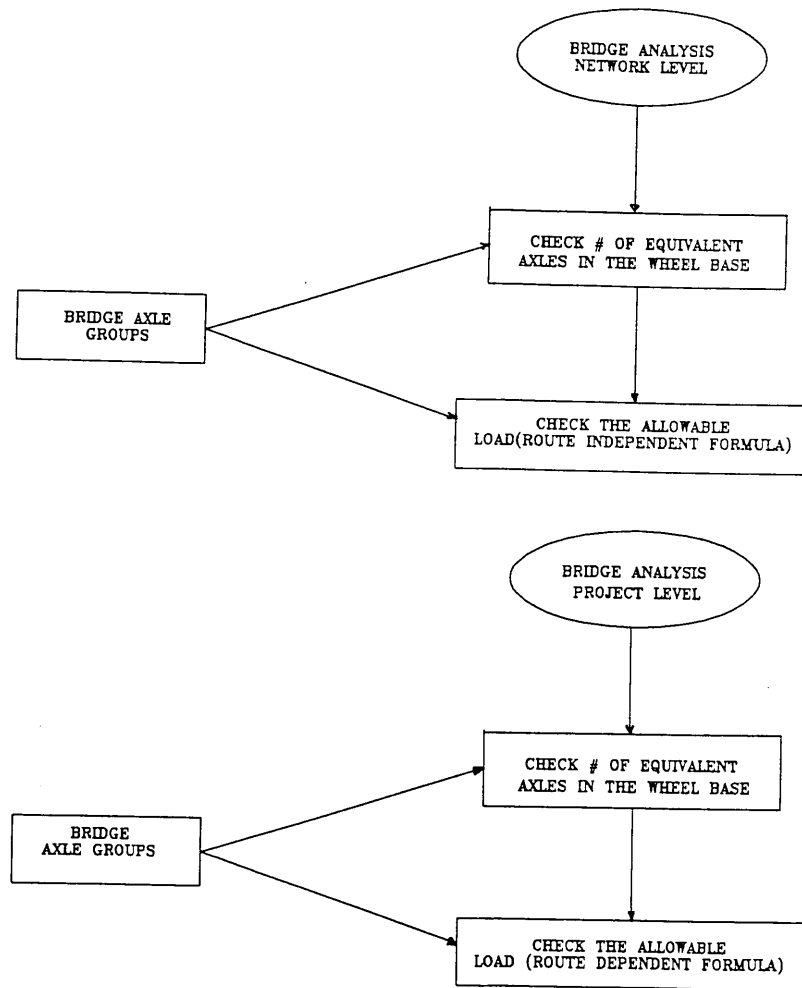 BRIDGE ANALYSIS
NETWORK LEVEL
CHECK # OF EQUIVALENT
AXLES IN THE WHEEL BASE
BRIDGE AXLE
GROUPS
CHECK THE ALLOWABLE
LOAD(ROUTE INDEPENDENT FORMULA)
BRIDGE ANALYSIS
PROJECT LEVEL
CHECK # OF EQUIVALENT
AXLES IN THE WHEEL BASE
BRIDGE
AXLE GROUPS
CHECK THE ALLOWABLE
LOAD (ROUTE DEPENDENT FORMULA)